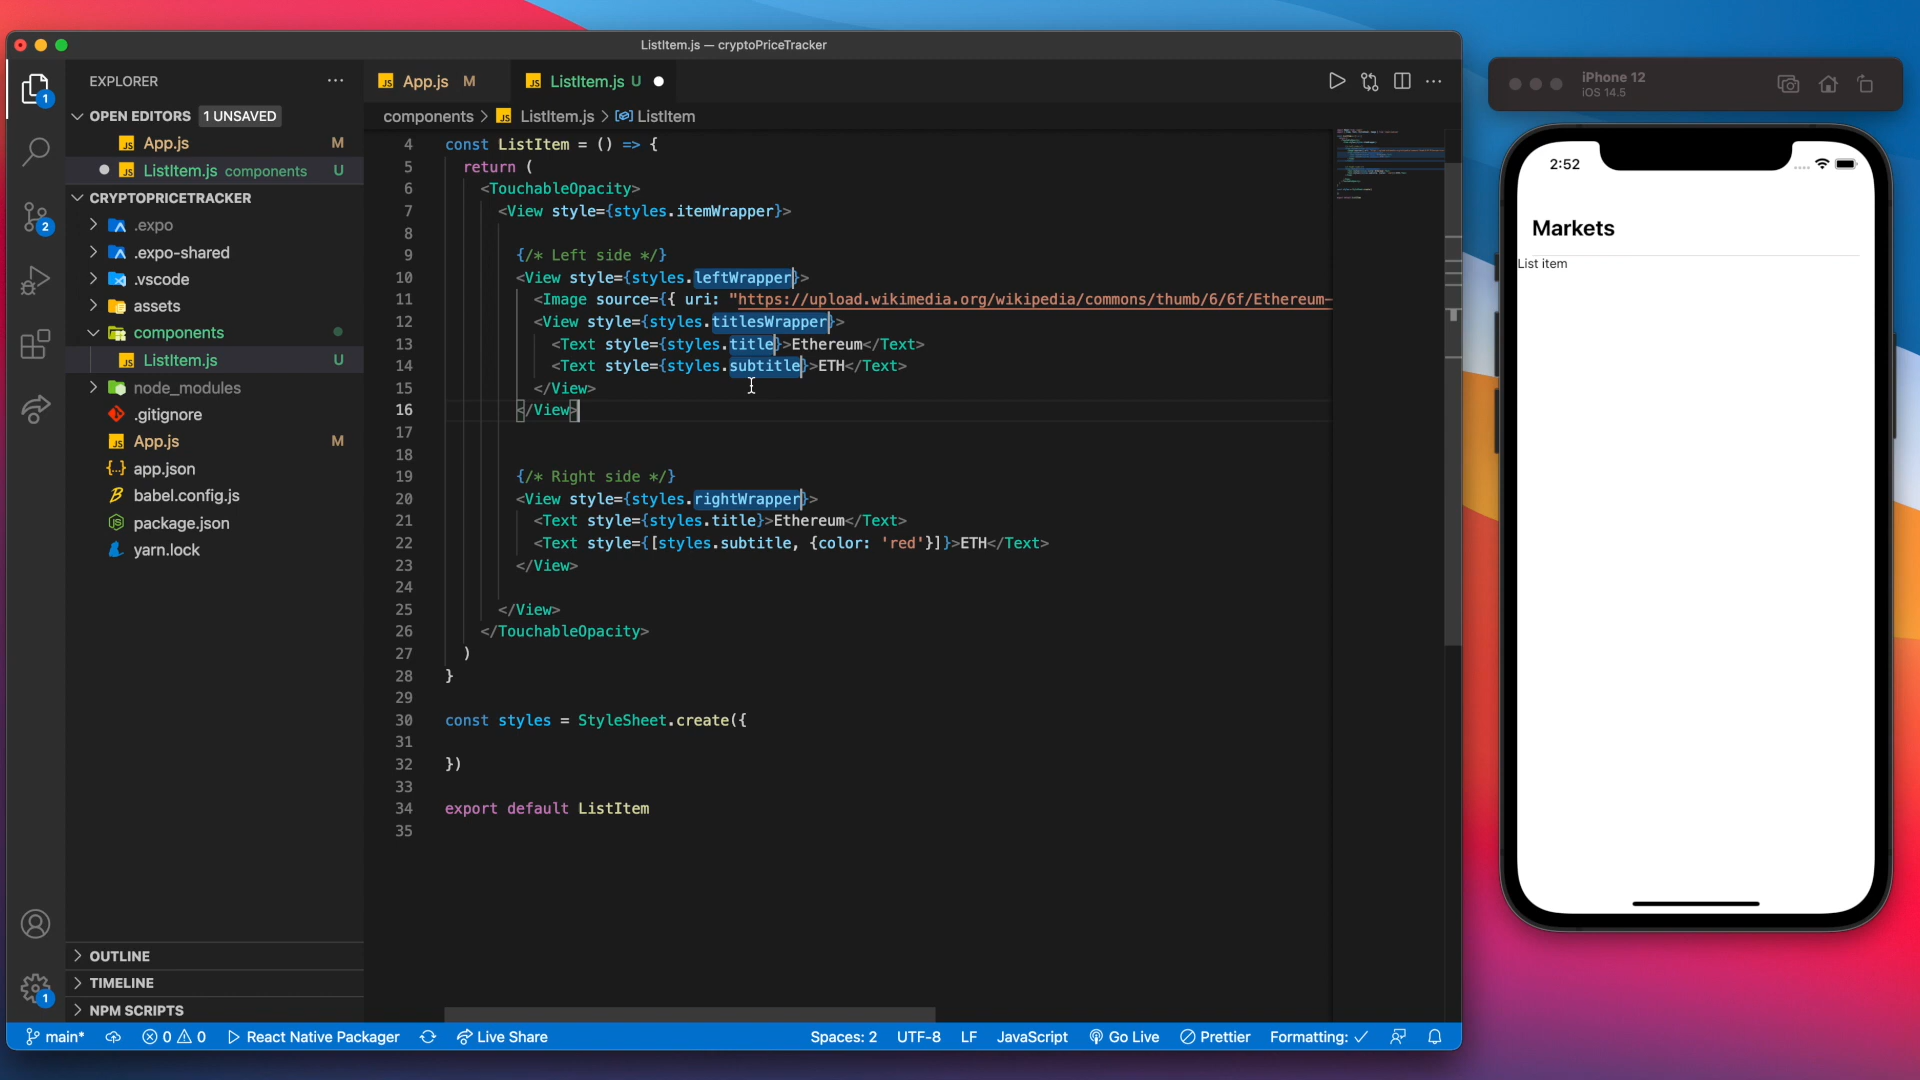 ListItem.js — cryptoPriceTracker
EXPLORER
App.js M
ListItem.js U
OPEN EDITORS 1 UNSAVED
App.js M
ListItem.js components U
CRYPTOPRICETRACKER
.expo
.expo-shared
.vscode
assets
components
ListItem.js U
node_modules
.gitignore
App.js M
app.json
babel.config.js
package.json
yarn.lock
OUTLINE
TIMELINE
NPM SCRIPTS
1
2
1
components > ListItem.js > ListItem
4 const ListItem = () => {
5 return (
6 <TouchableOpacity>
7 <View style={styles.itemWrapper}>
8
9 {/* Left side */}
10 <View style={styles.leftWrapper}>
11 <Image source={{ uri: "https://upload.wikimedia.org/wikipedia/commons/thumb/6/6f/Ethereum-
12 <View style={styles.titlesWrapper}>
13 <Text style={styles.title}>Ethereum</Text>
14 <Text style={styles.subtitle}>ETH</Text>
15 </View>
16 </View>
17
18
19 {/* Right side */}
20 <View style={styles.rightWrapper}>
21 <Text style={styles.title}>Ethereum</Text>
22 <Text style={[styles.subtitle, {color: 'red'}]}>ETH</Text>
23 </View>
24
25 </View>
26 </TouchableOpacity>
27 )
28 }
29
30 const styles = StyleSheet.create({
31
32 })
33
34 export default ListItem
35
main* 0 0 React Native Packager Live Share Spaces: 2 UTF-8 LF JavaScript Go Live Prettier Formatting: ✓
iPhone 12
iOS 14.5
2:52
Markets
List item